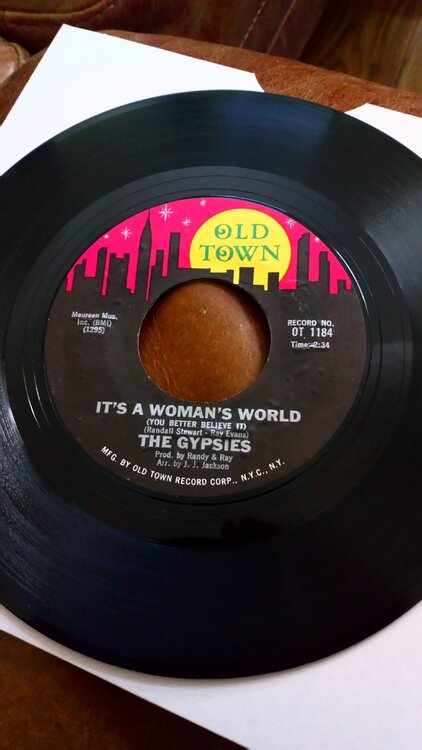 OLD
TOWN
Maureen Mus.
Inc. (BMI)
(1295)
RECORD NO.
OT 1184
Time:2:34
IT'S A WOMAN'S WORLD
(YOU BETTER BELIEVE IT)
(Randall Stewart - Ray Evans)
THE GYPSIES
Prod. by Randy & Ray
Arr. by J. J. Jackson
MFG. BY OLD TOWN RECORD CORP., N.Y.C., N.Y.